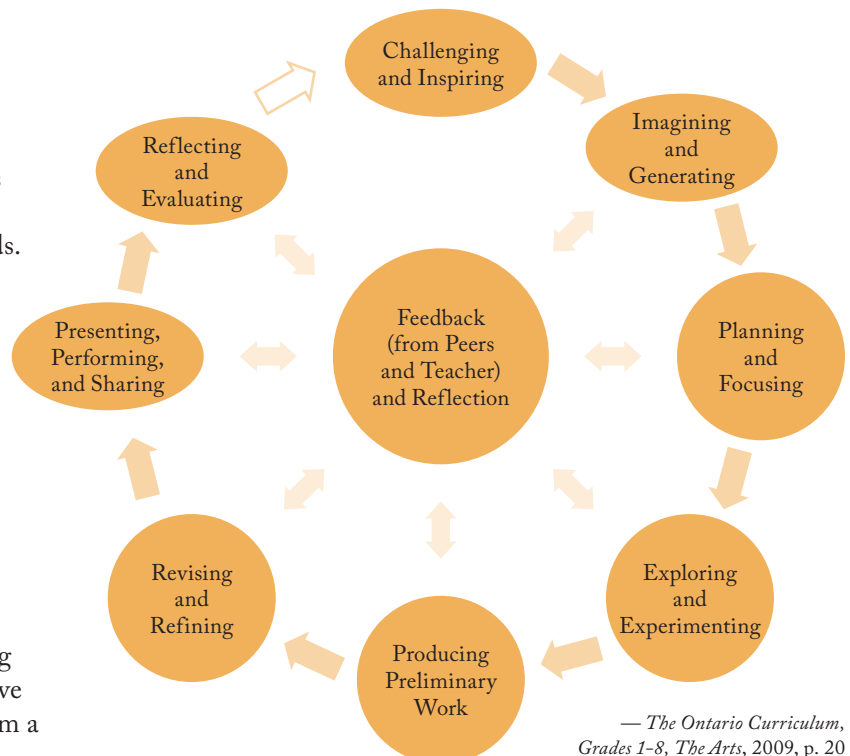 Challenging
and Inspiring
Imagining
and
Generating
Planning
and
Focusing
Exploring
and
Experimenting
Producing
Preliminary
Work
Revising
and
Refining
Presenting,
Performing,
and Sharing
Reflecting
and
Evaluating
Feedback
(from Peers
and Teacher)
and Reflection
— The Ontario Curriculum,
Grades 1-8, The Arts, 2009, p. 20